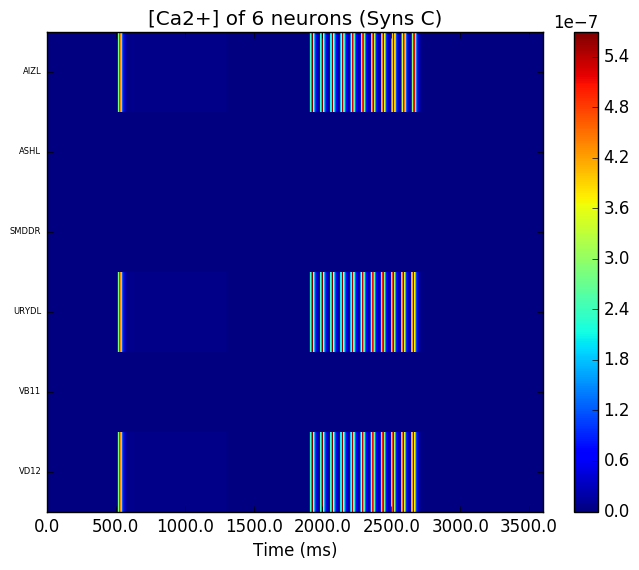 [Ca2+] of 6 neurons (Syns C)
1e−7
AIZL
ASHL
SMDDR
URYDL
VB11
VD12
0.0 500.0 1000.0 1500.0 2000.0 2500.0 3000.0 3500.0
Time (ms)
5.4
4.8
4.2
3.6
3.0
2.4
1.8
1.2
0.6
0.0